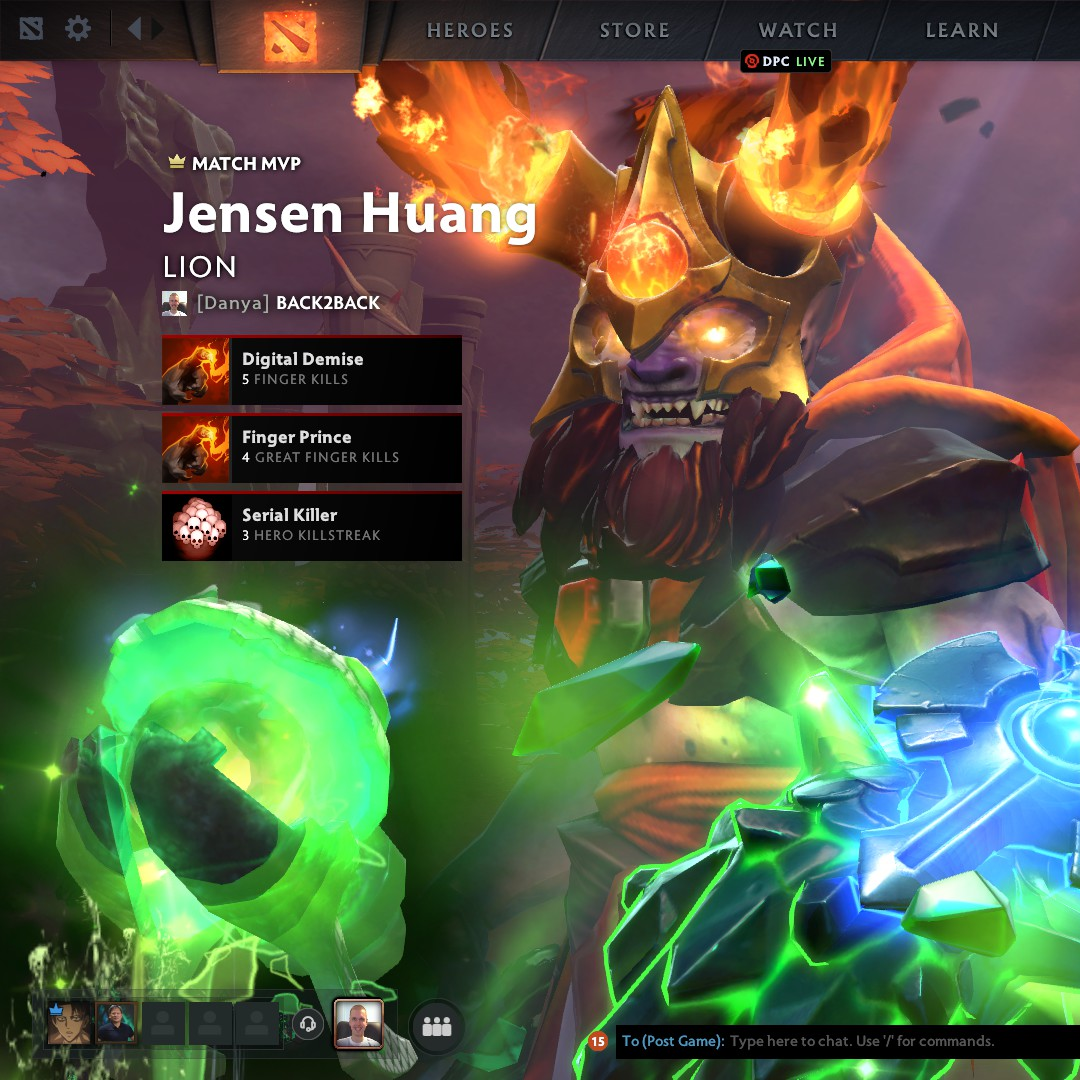 HEROES
STORE
WATCH
LEARN
DPC LIVE
MATCH MVP
Jensen Huang
LION
[Danya] BACK2BACK
Digital Demise
5 FINGER KILLS
Finger Prince
4 GREAT FINGER KILLS
Serial Killer
3 HERO KILLSTREAK
15
To (Post Game): Type here to chat. Use '/' for commands.